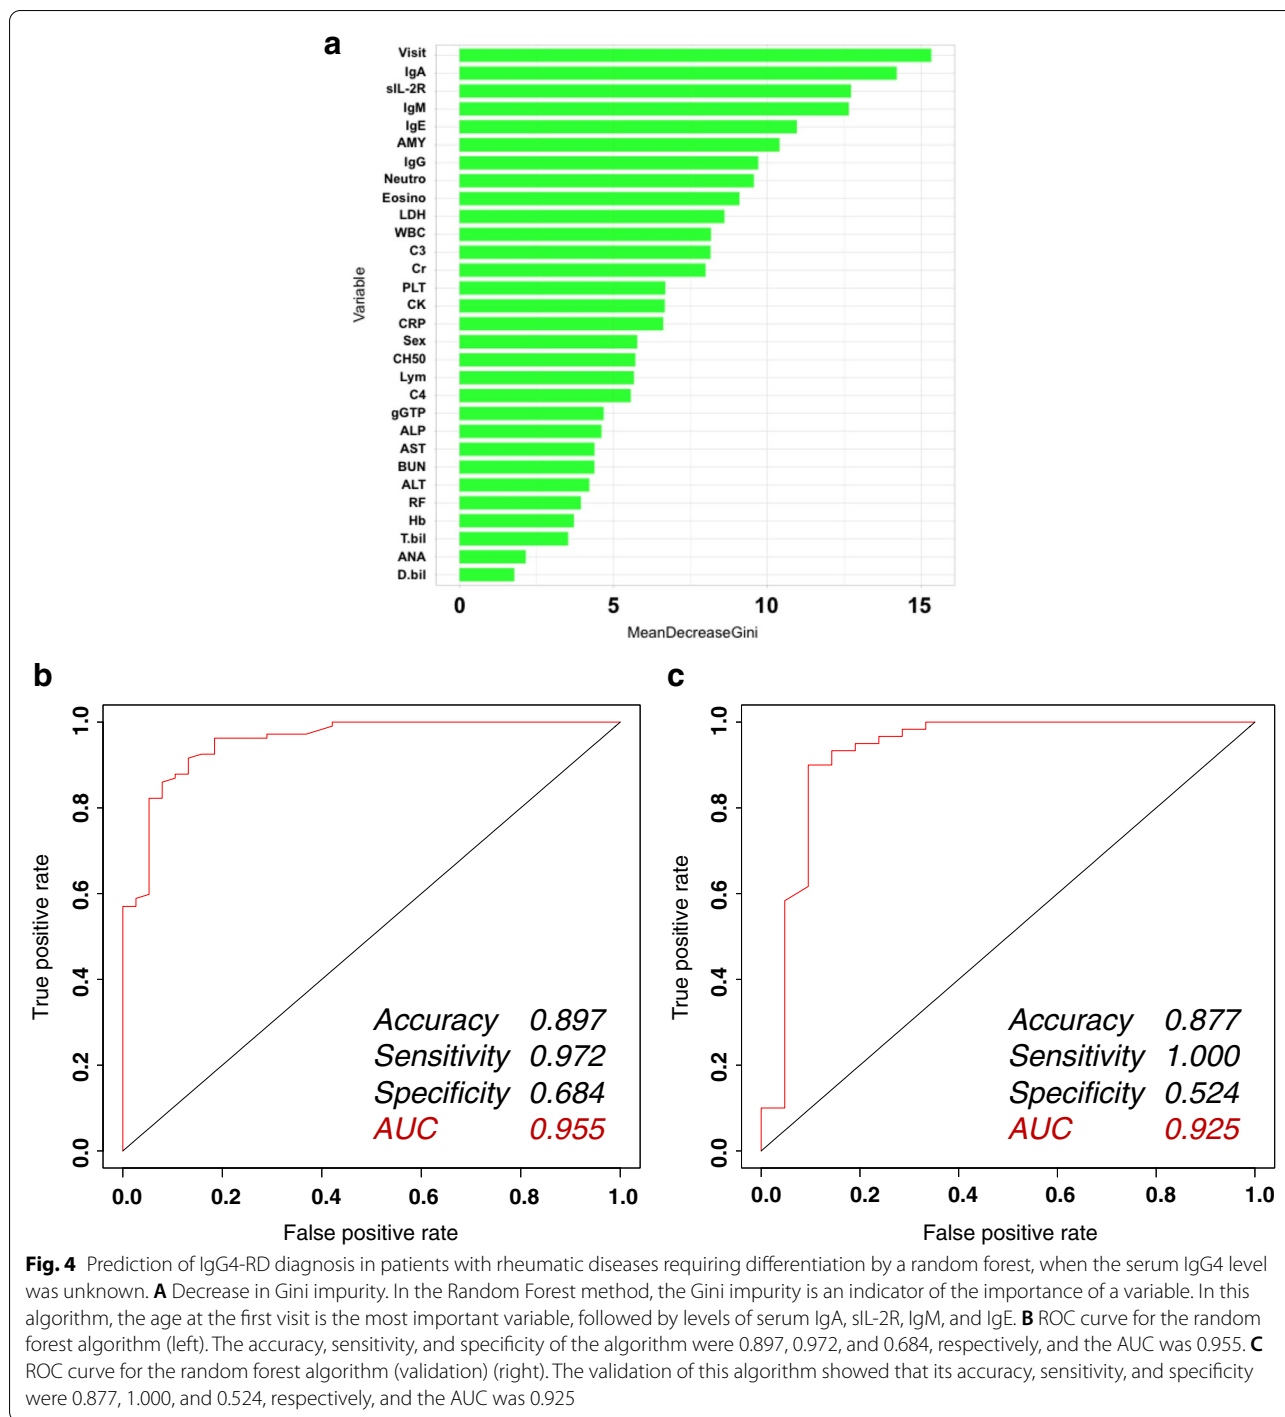 a
Visit
IgA
sIL-2R
IgM
IgE
AMY
IgG
Neutro
Eosino
LDH
WBC
C3
Cr
PLT
CK
CRP
Sex
CH50
Lym
C4
gGTP
ALP
AST
BUN
ALT
RF
Hb
T.bil
ANA
D.bil
Variable
0 5 10 15
MeanDecreaseGini
b
True positive rate
1.0
0.8
0.6
0.4
0.2
0.0
Accuracy 0.897
Sensitivity 0.972
Specificity 0.684
AUC 0.955
0.0 0.2 0.4 0.6 0.8 1.0
False positive rate
c
True positive rate
1.0
0.8
0.6
0.4
0.2
0.0
Accuracy 0.877
Sensitivity 1.000
Specificity 0.524
AUC 0.925
0.0 0.2 0.4 0.6 0.8 1.0
False positive rate
Fig. 4 Prediction of IgG4-RD diagnosis in patients with rheumatic diseases requiring differentiation by a random forest, when the serum IgG4 level
was unknown. A Decrease in Gini impurity. In the Random Forest method, the Gini impurity is an indicator of the importance of a variable. In this
algorithm, the age at the first visit is the most important variable, followed by levels of serum IgA, sIL-2R, IgM, and IgE. B ROC curve for the random
forest algorithm (left). The accuracy, sensitivity, and specificity of the algorithm were 0.897, 0.972, and 0.684, respectively, and the AUC was 0.955. C
ROC curve for the random forest algorithm (validation) (right). The validation of this algorithm showed that its accuracy, sensitivity, and specificity
were 0.877, 1.000, and 0.524, respectively, and the AUC was 0.925